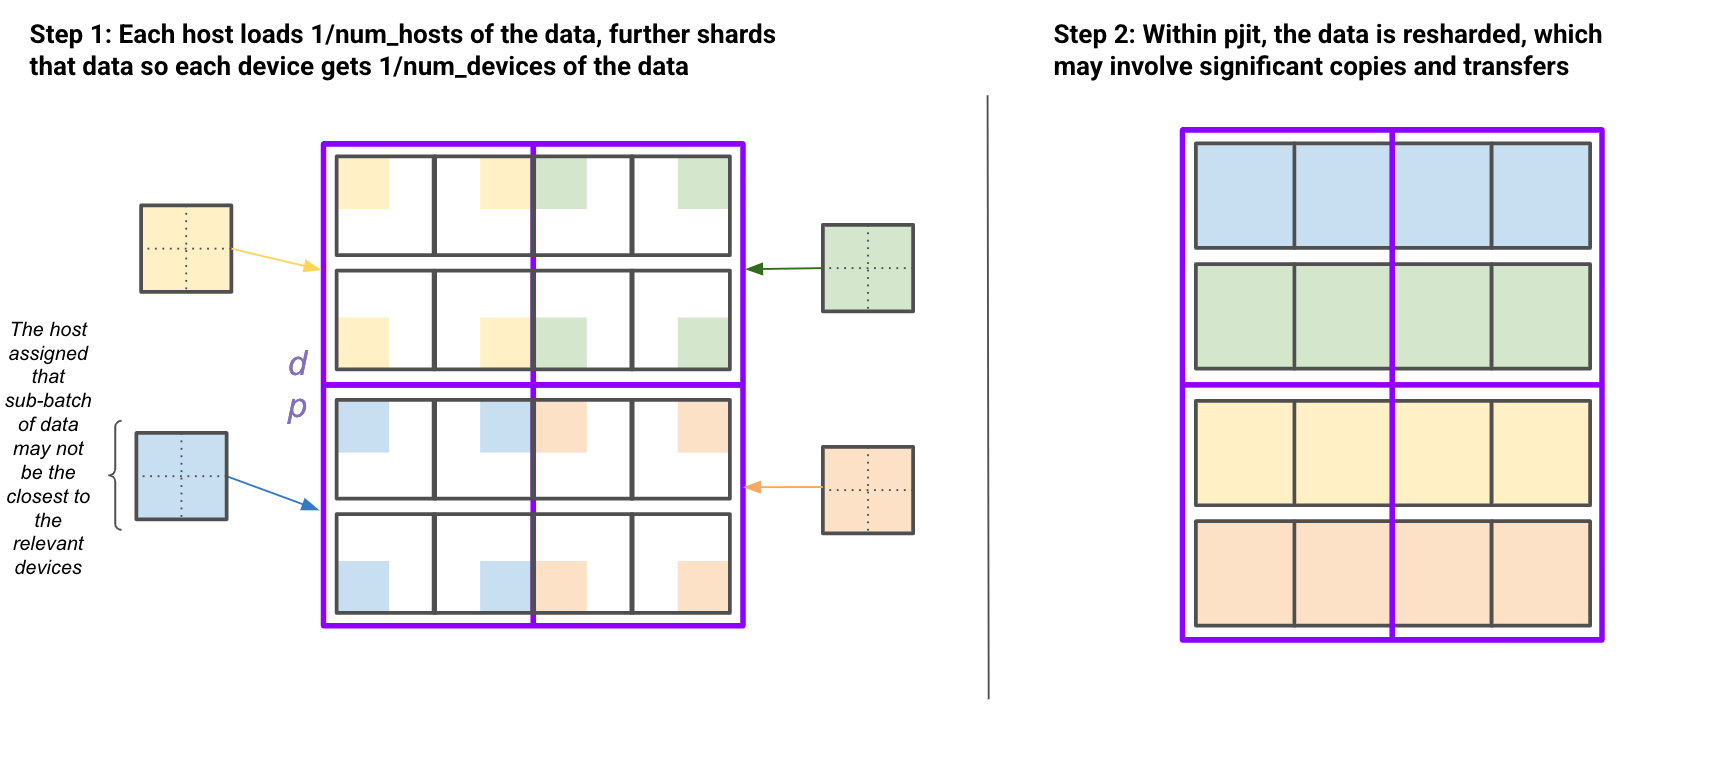 Step 1: Each host loads 1/num_hosts of the data, further shards
that data so each device gets 1/num_devices of the data
Step 2: Within pjit, the data is resharded, which
may involve significant copies and transfers
The host
assigned
that
sub-batch
of data
may not
be the
closest to
the
relevant
devices
d
p